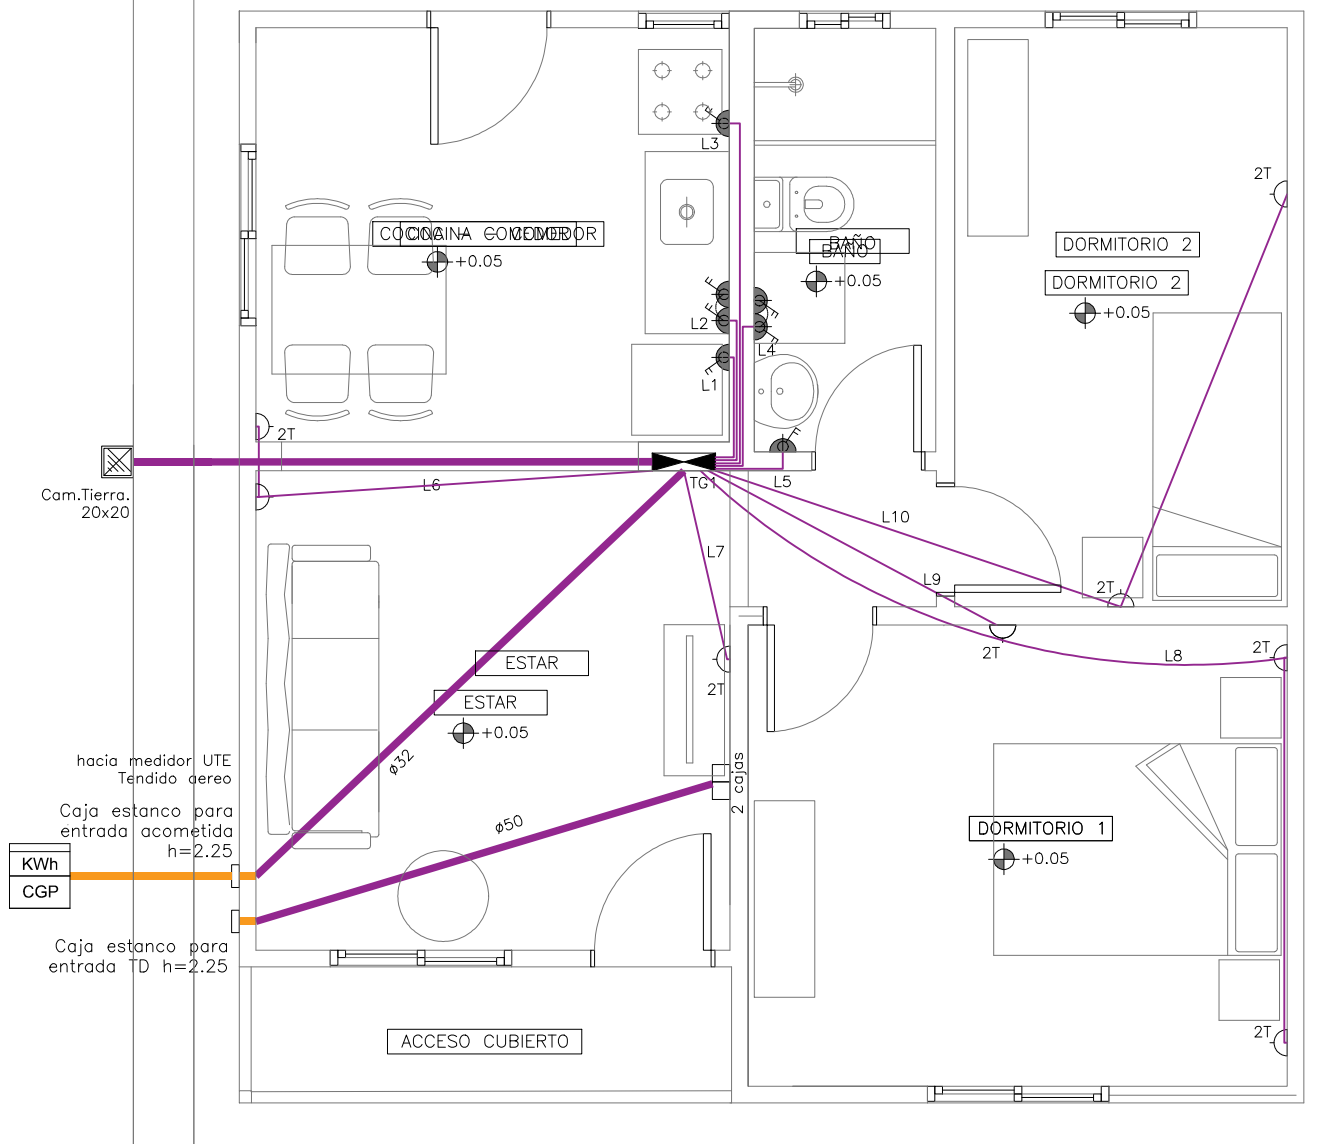 L3
2T
COCINA - COMEDOR
COCINA - COMEDOR
+0.05
BAÑO
BAÑO
+0.05
DORMITORIO 2
DORMITORIO 2
+0.05
L2
L4
L1
2T
TG1
L5
L6
Cam.Tierra.
20x20
L10
L7
L9
2T
2T
L8
2T
ESTAR
2T
ESTAR
+0.05
hacia medidor UTE
Tendido aereo
ø32
2 cajas
Caja estanco para
entrada acometida
h=2.25
ø50
DORMITORIO 1
+0.05
KWh
CGP
Caja estanco para
entrada TD h=2.25
ACCESO CUBIERTO
2T